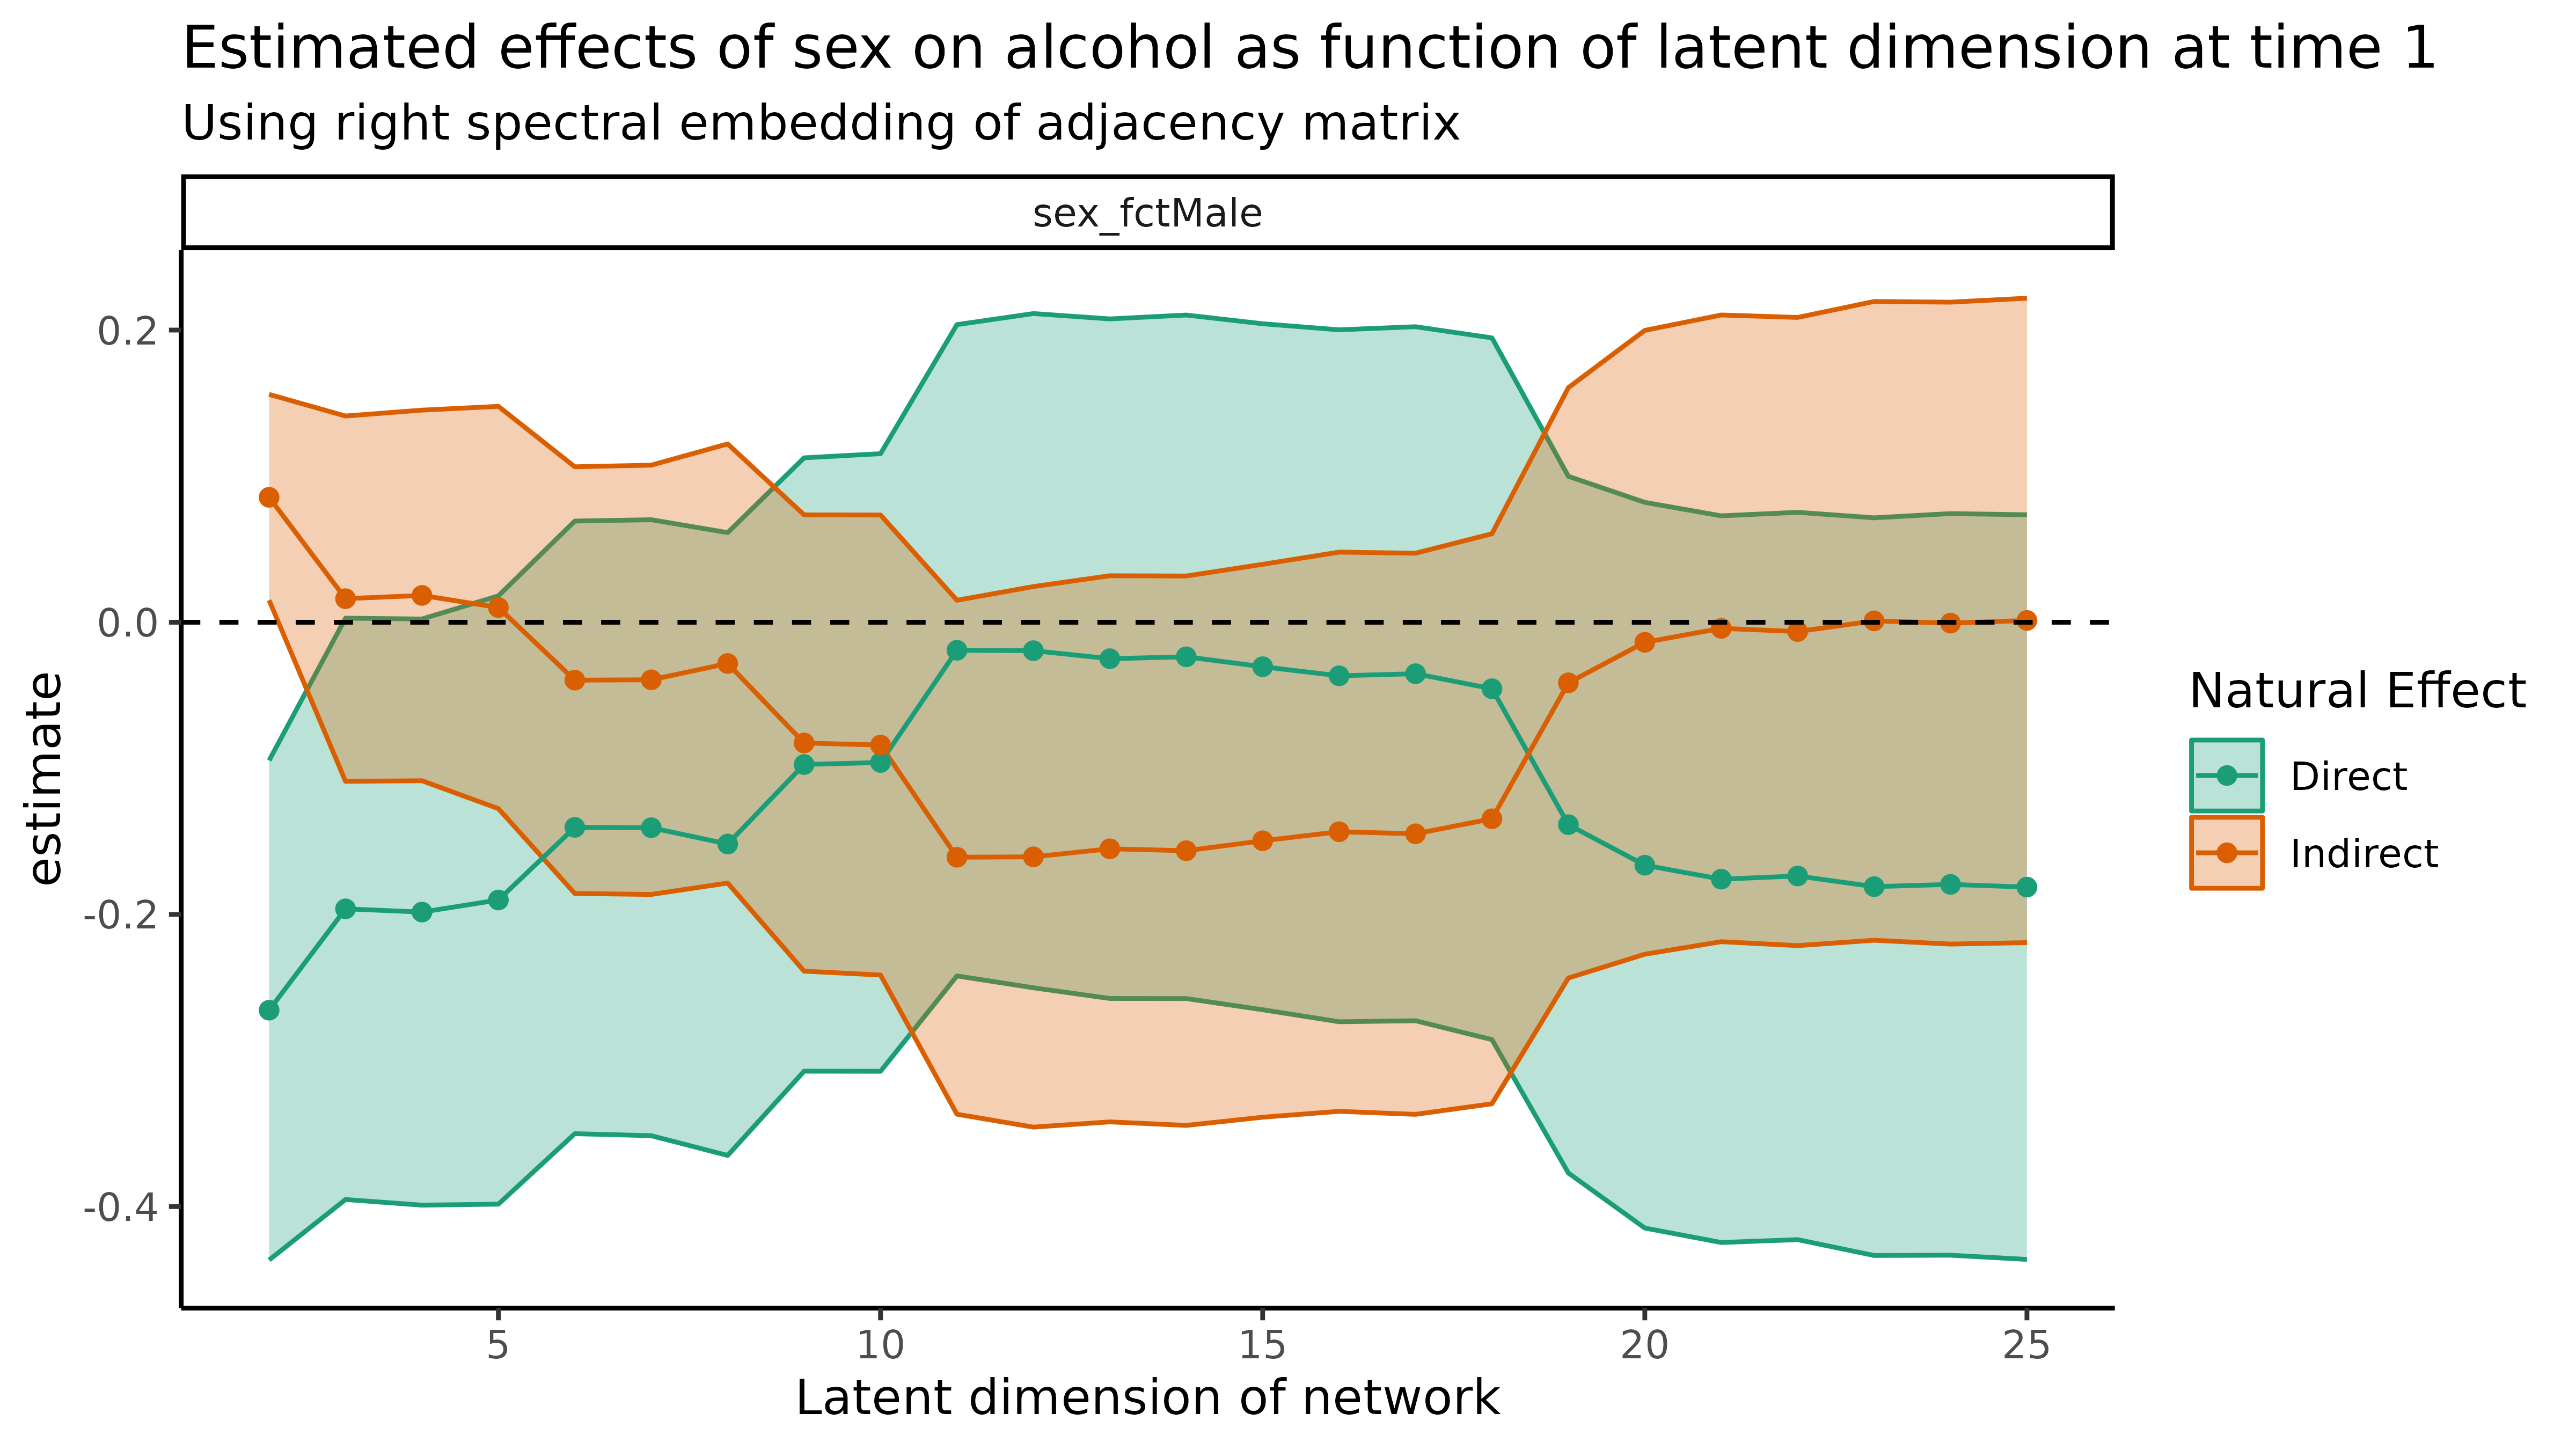 Estimated effects of sex on alcohol as function of latent dimension at time 1
Using right spectral embedding of adjacency matrix
sex_fctMale
estimate
0.2
0.0
-0.2
-0.4
5 10 15 20 25
Latent dimension of network
Natural Effect
Direct
Indirect